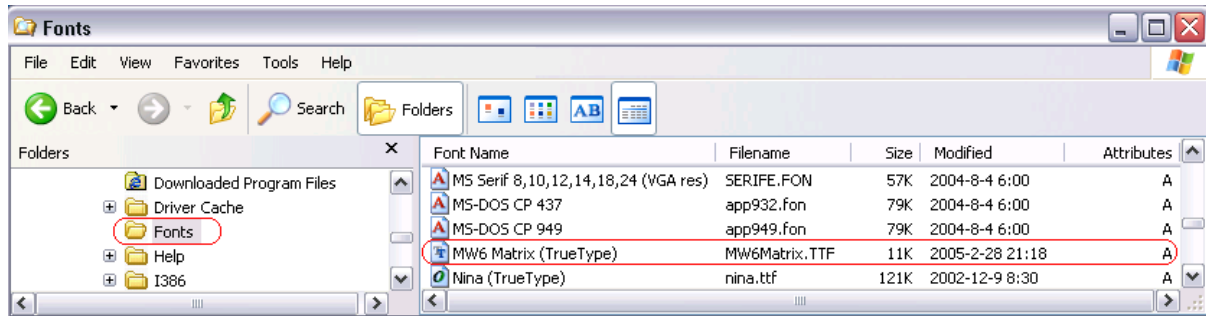 Fonts
File Edit View Favorites Tools Help
Back Search Folders AB
Folders x Font Name Filename Size Modified Attributes
Downloaded Program Files MS Serif 8,10,12,14,18,24 (VGA res) SERIFE.FON 57K 2004-8-4 6:00 A
Driver Cache MS-DOS CP 437 app932.fon 79K 2004-8-4 6:00 A
Fonts MS-DOS CP 949 app949.fon 79K 2004-8-4 6:00 A
Help MW6 Matrix (TrueType) MW6Matrix.TTF 11K 2005-2-28 21:18 A
I386 Nina (TrueType) nina.ttf 121K 2002-12-9 8:30 A